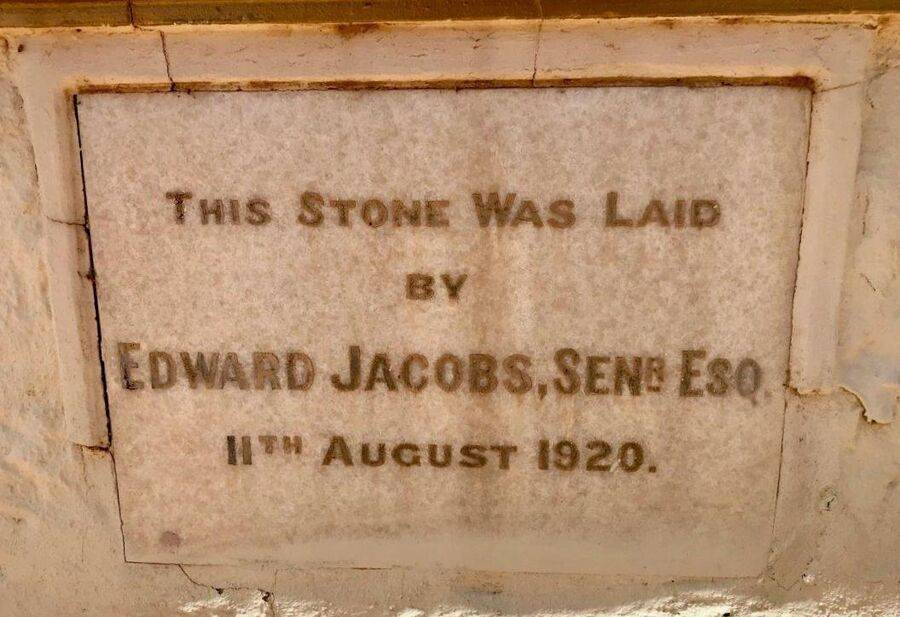 THIS STONE WAS LAID
BY
EDWARD JACOBS, SENR ESQ.
11TH AUGUST 1920.